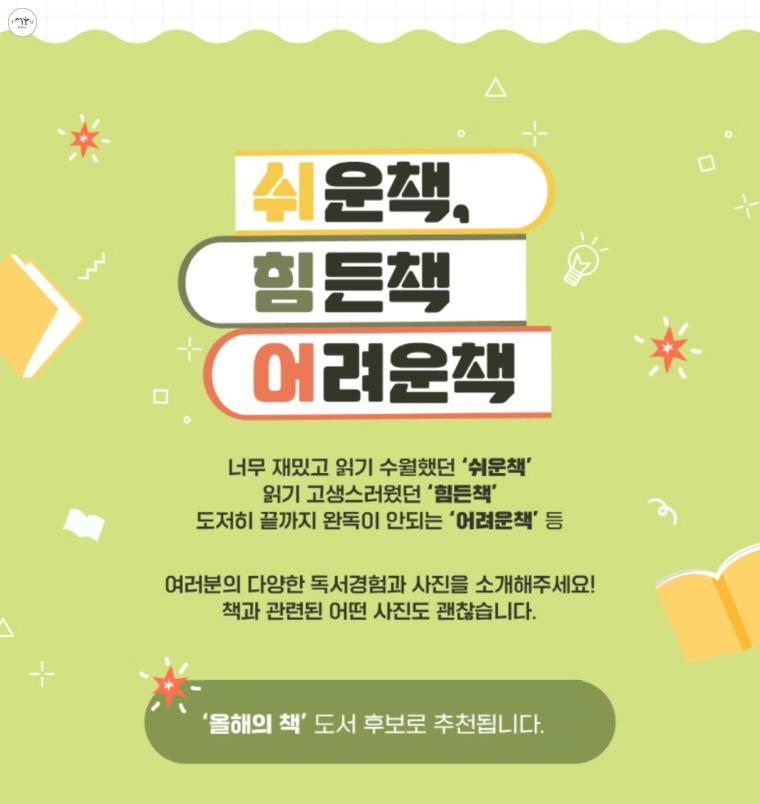 쉬운책,
힘든책
어려운책
너무 재밌고 읽기 수월했던 ‘쉬운책’
읽기 고생스러웠던 ‘힘든책’
도저히 끝까지 완독이 안되는 ‘어려운책’ 등
여러분의 다양한 독서경험과 사진을 소개해주세요!
책과 관련된 어떤 사진도 괜찮습니다.
‘올해의 책’ 도서 후보로 추천됩니다.